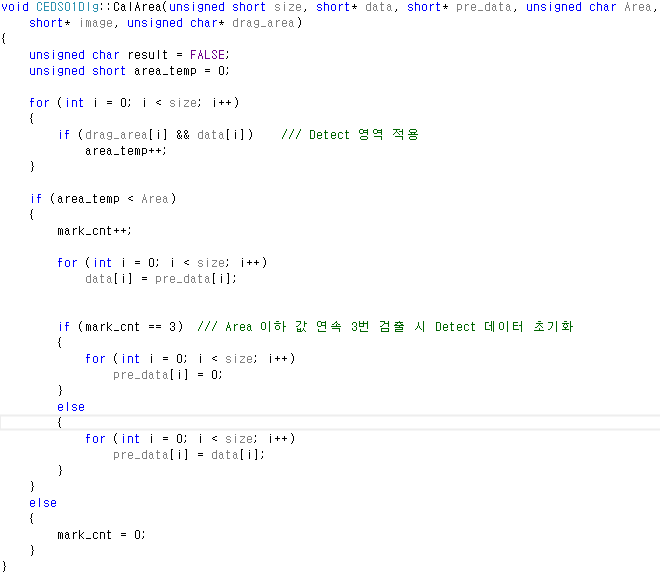 void CEDS01Dlg::CalArea(unsigned short size, short* data, short* pre_data, unsigned char Area,
short* image, unsigned char* drag_area)
{
unsigned char result = FALSE;
unsigned short area_temp = 0;
for (int i = 0; i < size; i++)
{
if (drag_area[i] && data[i]) /// Detect 영역 적용
area_temp++;
}
if (area_temp < Area)
{
mark_cnt++;
for (int i = 0; i < size; i++)
data[i] = pre_data[i];
if (mark_cnt == 3) /// Area 이하 값 연속 3번 검출 시 Detect 데이터 초기화
{
for (int i = 0; i < size; i++)
pre_data[i] = 0;
}
else
{
for (int i = 0; i < size; i++)
pre_data[i] = data[i];
}
}
else
{
mark_cnt = 0;
}
}